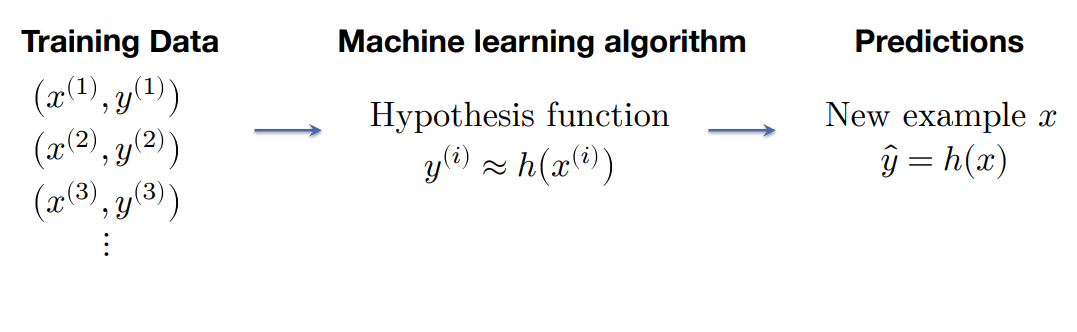 Training Data
(x^(1), y^(1))
(x^(2), y^(2))
(x^(3), y^(3))
⋮
Machine learning algorithm
Hypothesis function
y^(i) ≈ h(x^(i))
Predictions
New example x
ŷ = h(x)